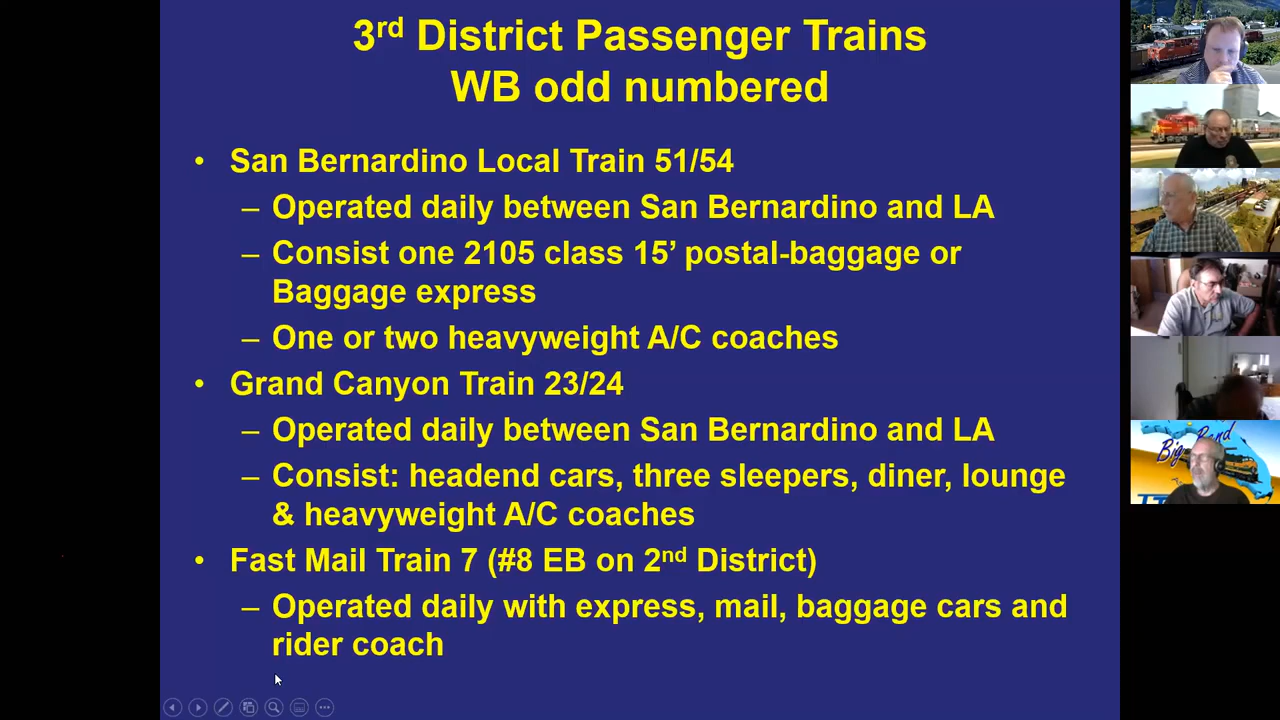 3rd District Passenger Trains
WB odd numbered
• San Bernardino Local Train 51/54
– Operated daily between San Bernardino and LA
– Consist one 2105 class 15’ postal-baggage or
Baggage express
– One or two heavyweight A/C coaches
• Grand Canyon Train 23/24
– Operated daily between San Bernardino and LA
– Consist: headend cars, three sleepers, diner, lounge
& heavyweight A/C coaches
• Fast Mail Train 7 (#8 EB on 2nd District)
– Operated daily with express, mail, baggage cars and
rider coach
Big Bend